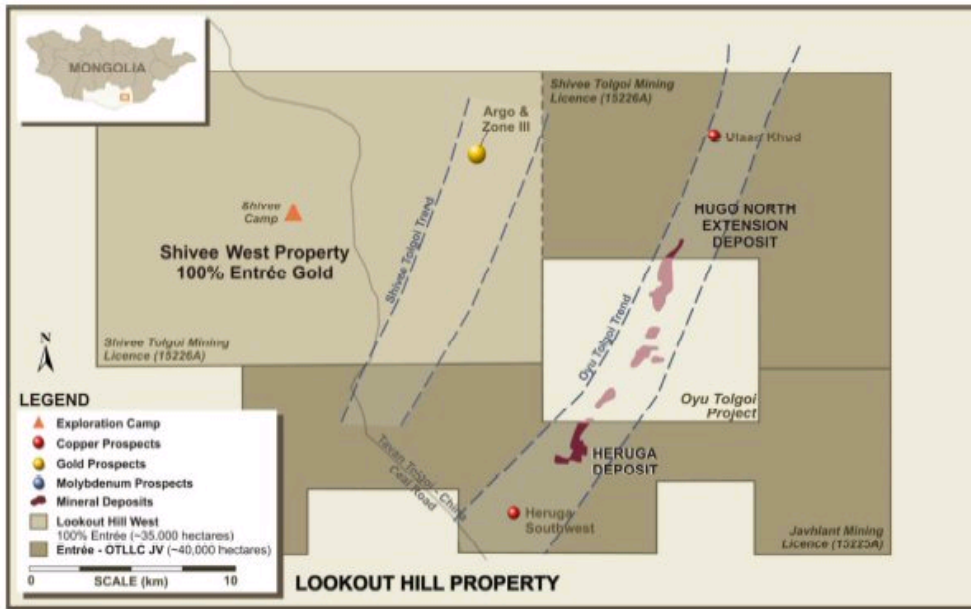 MONGOLIA
Shivee Tolgoi Mining
Licence (15226A)
Argo &
Zone III
Ulaan Khud
Shivee
Camp
HUGO NORTH
EXTENSION
DEPOSIT
Shivee West Property
100% Entrée Gold
Shivee Tolgoi Trend
Oyu Tolgoi Trend
N
Shivee Tolgoi Mining
Licence (15226A)
Oyu Tolgoi
Project
HERUGA
DEPOSIT
Tavan Tolgoi - China
Coal Road
Heruga
Southwest
Javhlant Mining
Licence (15225A)
LEGEND
Exploration Camp
Copper Prospects
Gold Prospects
Molybdenum Prospects
Mineral Deposits
Lookout Hill West
100% Entrée (~35.000 hectares)
Entrée - OTLLC JV (~40,000 hectares)
0 SCALE (km) 10
LOOKOUT HILL PROPERTY